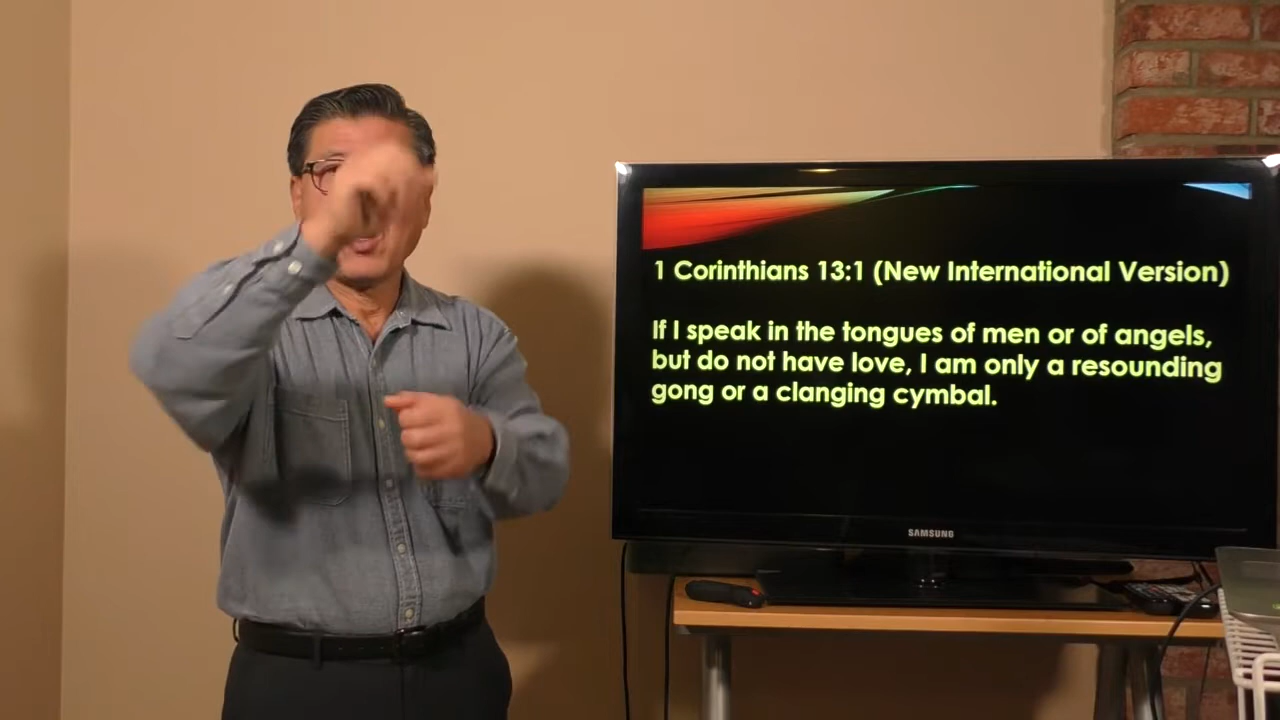 1 Corinthians 13:1 (New International Version)
If I speak in the tongues of men or of angels,
but do not have love, I am only a resounding
gong or a clanging cymbal.
SAMSUNG